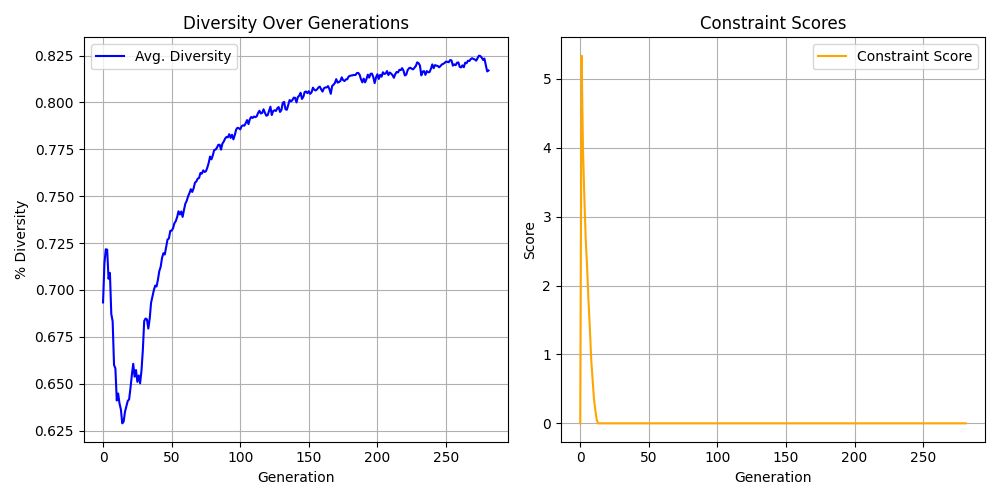 Diversity Over Generations
Avg. Diversity
% Diversity
0.825
0.800
0.775
0.750
0.725
0.700
0.675
0.650
0.625
0 50 100 150 200 250
Generation
Constraint Scores
Constraint Score
Score
5
4
3
2
1
0
0 50 100 150 200 250
Generation